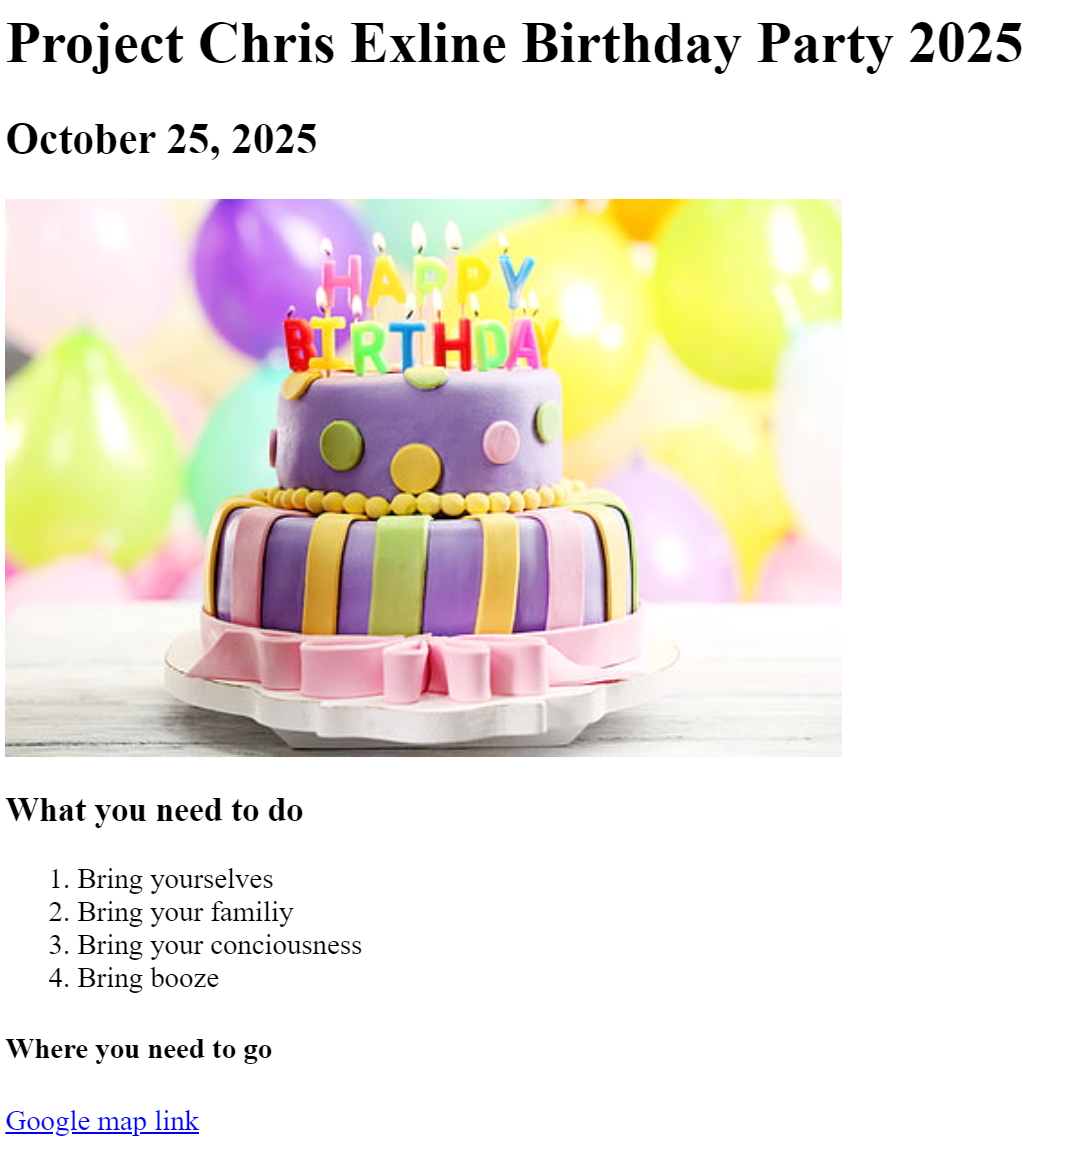 Project Chris Exline Birthday Party 2025
October 25, 2025
HAPPY
BIRTHDAY
What you need to do
1. Bring yourselves
2. Bring your familiy
3. Bring your conciousness
4. Bring booze
Where you need to go
Google map link